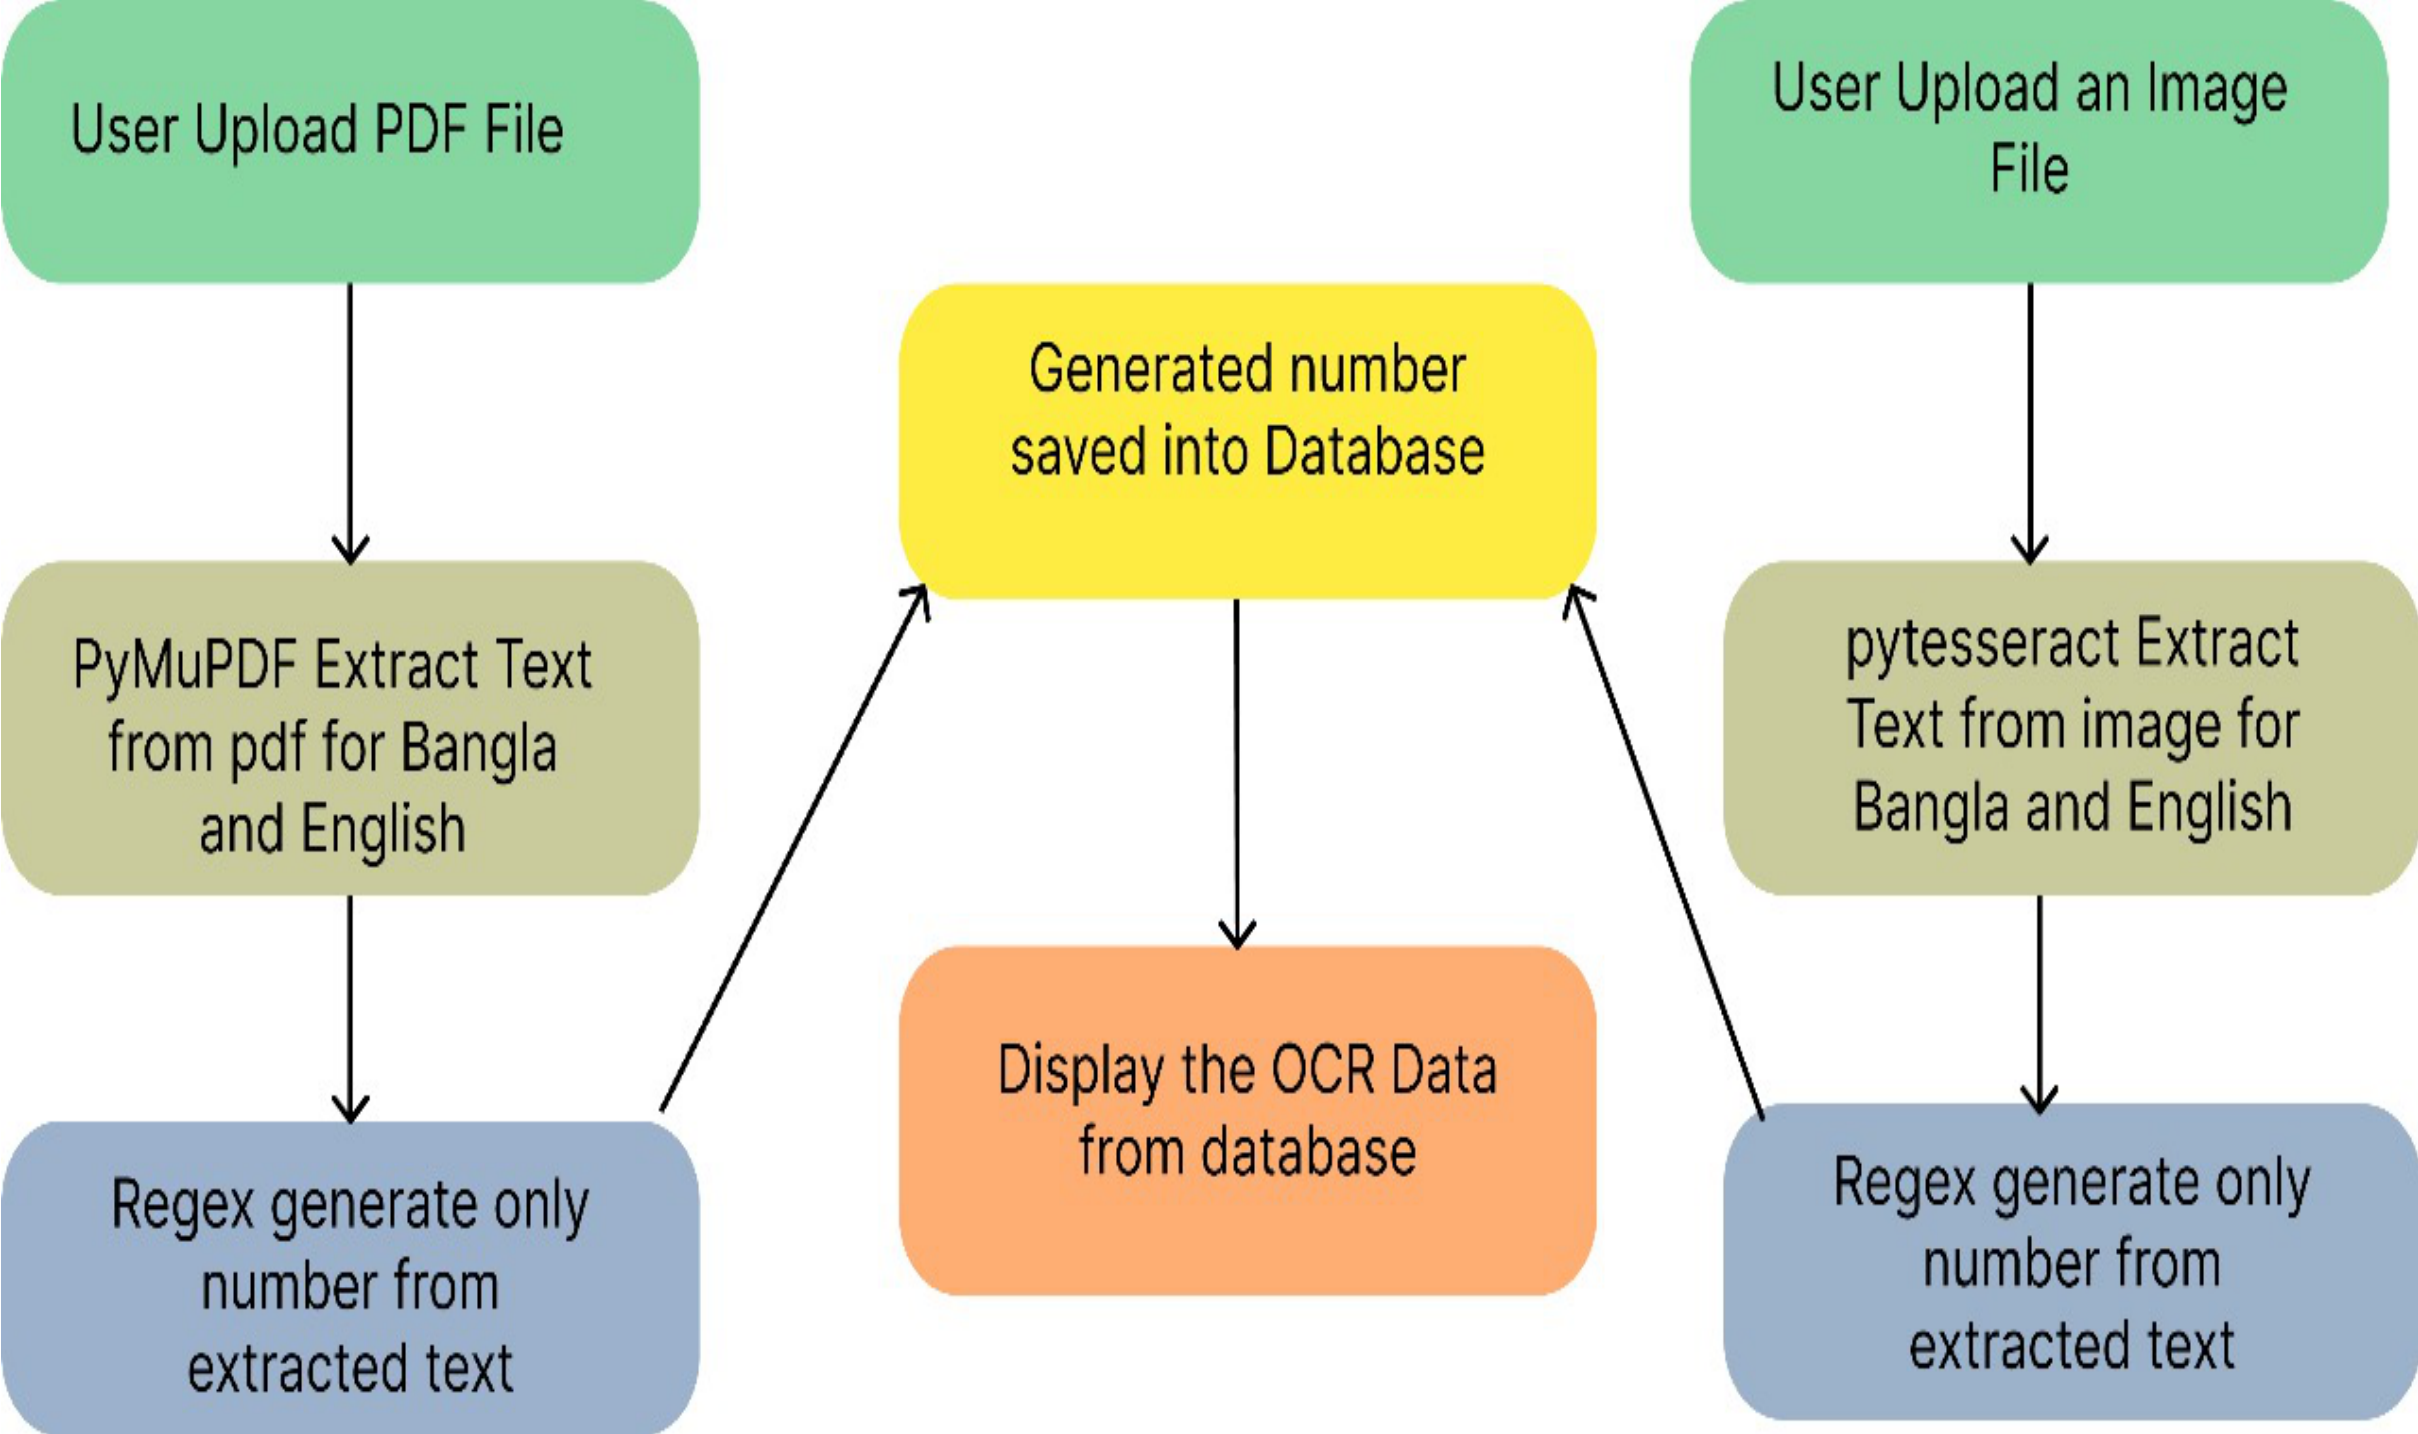 User Upload PDF File
PyMuPDF Extract Text
from pdf for Bangla
and English
Regex generate only
number from
extracted text
Generated number
saved into Database
Display the OCR Data
from database
User Upload an Image
File
pytesseract Extract
Text from image for
Bangla and English
Regex generate only
number from
extracted text